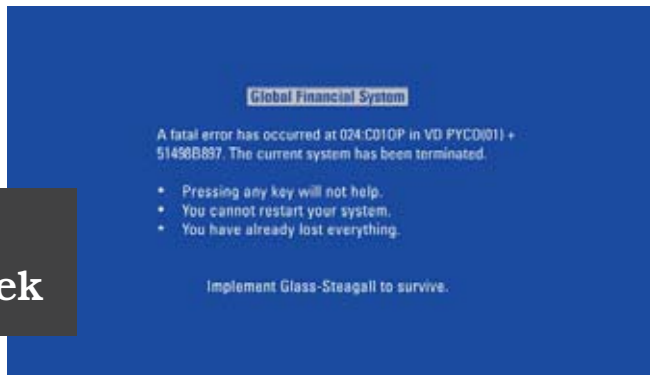 Global Financial System
A fatal error has occurred at 024:C01OP in VD PYCD(01) +
51498B897. The current system has been terminated.
• Pressing any key will not help.
• You cannot restart your system.
• You have already lost everything.
ek
Implement Glass-Steagall to survive.